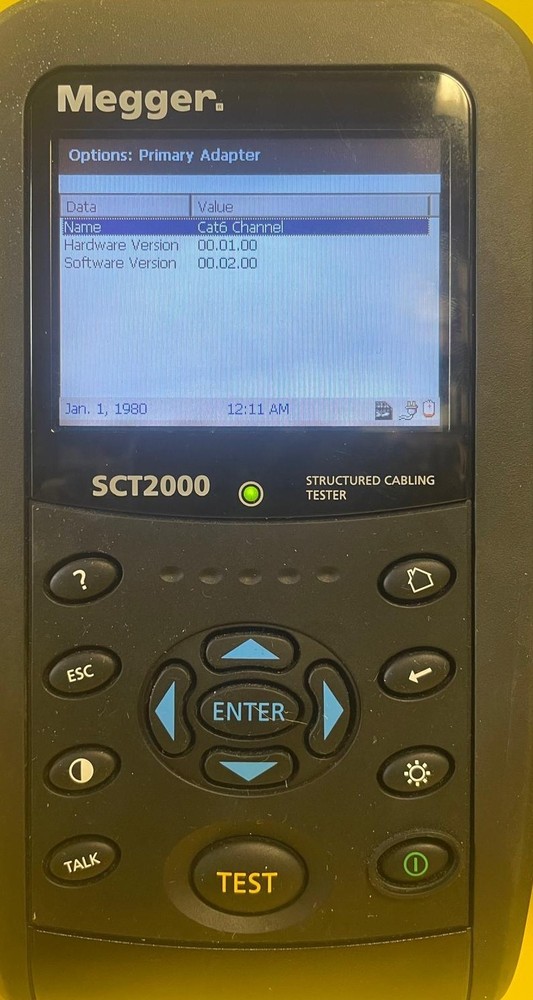 Megger.
Options: Primary Adapter
Data Value
Name Cat6 Channel
Hardware Version 00.01.00
Software Version 00.02.00
Jan. 1, 1980 12:11 AM
SCT2000 STRUCTURED CABLING
TESTER
?
ESC
ENTER
TALK
TEST